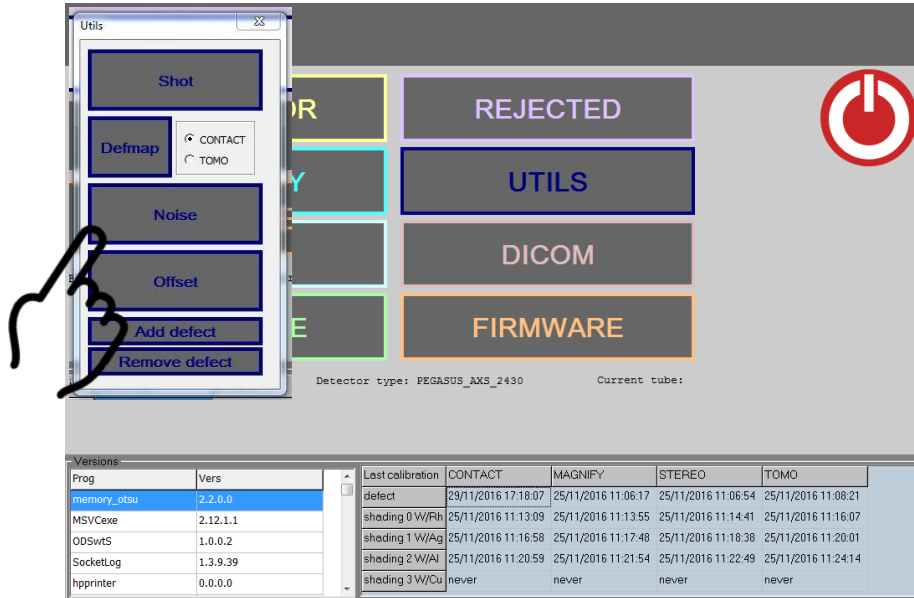 Utils
Shot
Defmap
CONTACT
TOMO
Noise
Offset
Add defect
Remove defect
OR
REJECTED
Y
UTILS
DICOM
E
FIRMWARE
Detector type: PEGASUS_AXS_2430 Current tube:
Versions
Prog Vers
memory_otsu 2.2.0.0
MSVCexe 2.12.1.1
ODSwtS 1.0.0.2
SocketLog 1.3.9.39
hpprinter 0.0.0.0
Last calibration CONTACT MAGNIFY STEREO TOMO
defect 29/11/2016 17:18:07 25/11/2016 11:06:17 25/11/2016 11:06:54 25/11/2016 11:08:21
shading 0 W/Rh 25/11/2016 11:13:09 25/11/2016 11:13:55 25/11/2016 11:14:41 25/11/2016 11:16:07
shading 1 W/Ag 25/11/2016 11:16:58 25/11/2016 11:17:48 25/11/2016 11:18:38 25/11/2016 11:20:01
shading 2 W/Al 25/11/2016 11:20:59 25/11/2016 11:21:54 25/11/2016 11:22:49 25/11/2016 11:24:14
shading 3 W/Cu never never never never